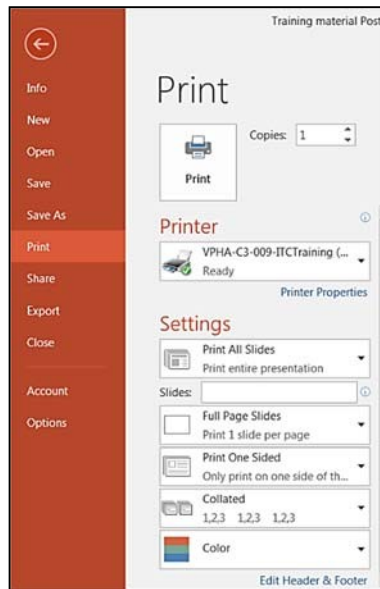 Training material Post
Info
New
Open
Save
Save As
Print
Share
Export
Close
Account
Options
Print
Print
Copies: 1
Printer
VPHA-C3-009-ITCTraining (...
Ready
Printer Properties
Settings
Print All Slides
Print entire presentation
Slides:
Full Page Slides
Print 1 slide per page
Print One Sided
Only print on one side of th...
Collated
1,2,3 1,2,3 1,2,3
Color
Edit Header & Footer